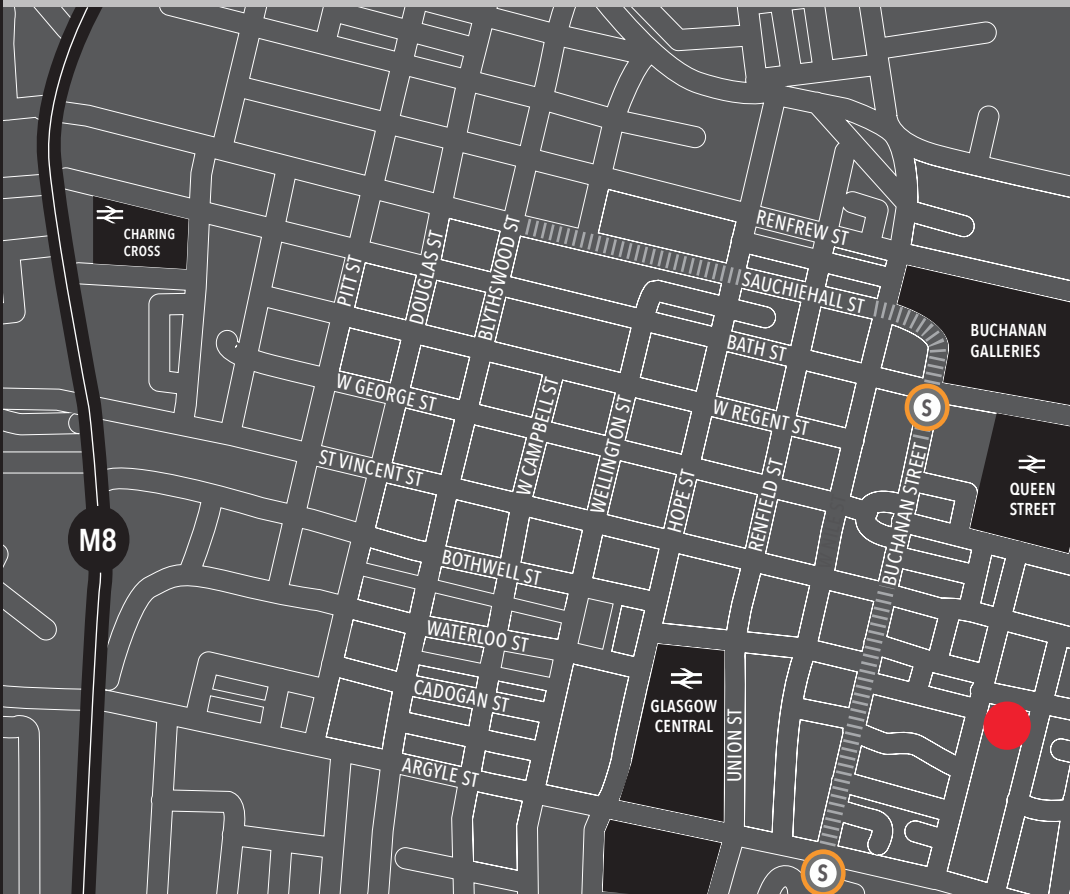 RENFREW ST
CHARING
CROSS
SAUCHIEHALL ST
PITT ST
DOUGLAS ST
BLYTHSWOOD ST
BUCHANAN
GALLERIES
BATH ST
W GEORGE ST
W CAMPBELL ST
WELLINGTON ST
W REGENT ST
S
ST VINCENT ST
HOPE ST
RENFIELD ST
BUCHANAN STREET
QUEEN
STREET
M8
BOTHWELL ST
WATERLOO ST
CADOGAN ST
GLASGOW
CENTRAL
UNION ST
ARGYLE ST
S